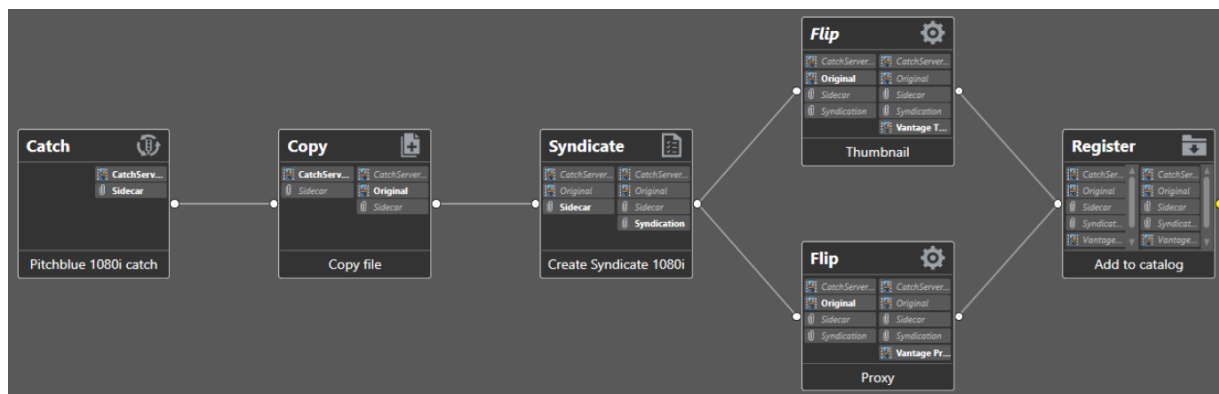 Catch
CatchServ...
Sidecar
Pitchblue 1080i catch
Copy
CatchServ... CatchServer...
Sidecar Original
Sidecar
Copy file
Syndicate
CatchServer... CatchServer...
Original Original
Sidecar Sidecar
Syndication
Create Syndicate 1080i
Flip
CatchServer... CatchServer...
Original Original
Sidecar Sidecar
Syndication Syndication
Vantage T...
Thumbnail
Flip
CatchServer... CatchServer...
Original Original
Sidecar Sidecar
Syndication Syndication
Vantage Pr...
Proxy
Register
CatchSer... CatchSer...
Original Original
Sidecar Sidecar
Syndicat... Syndicat...
Vantage... Vantage...
Add to catalog